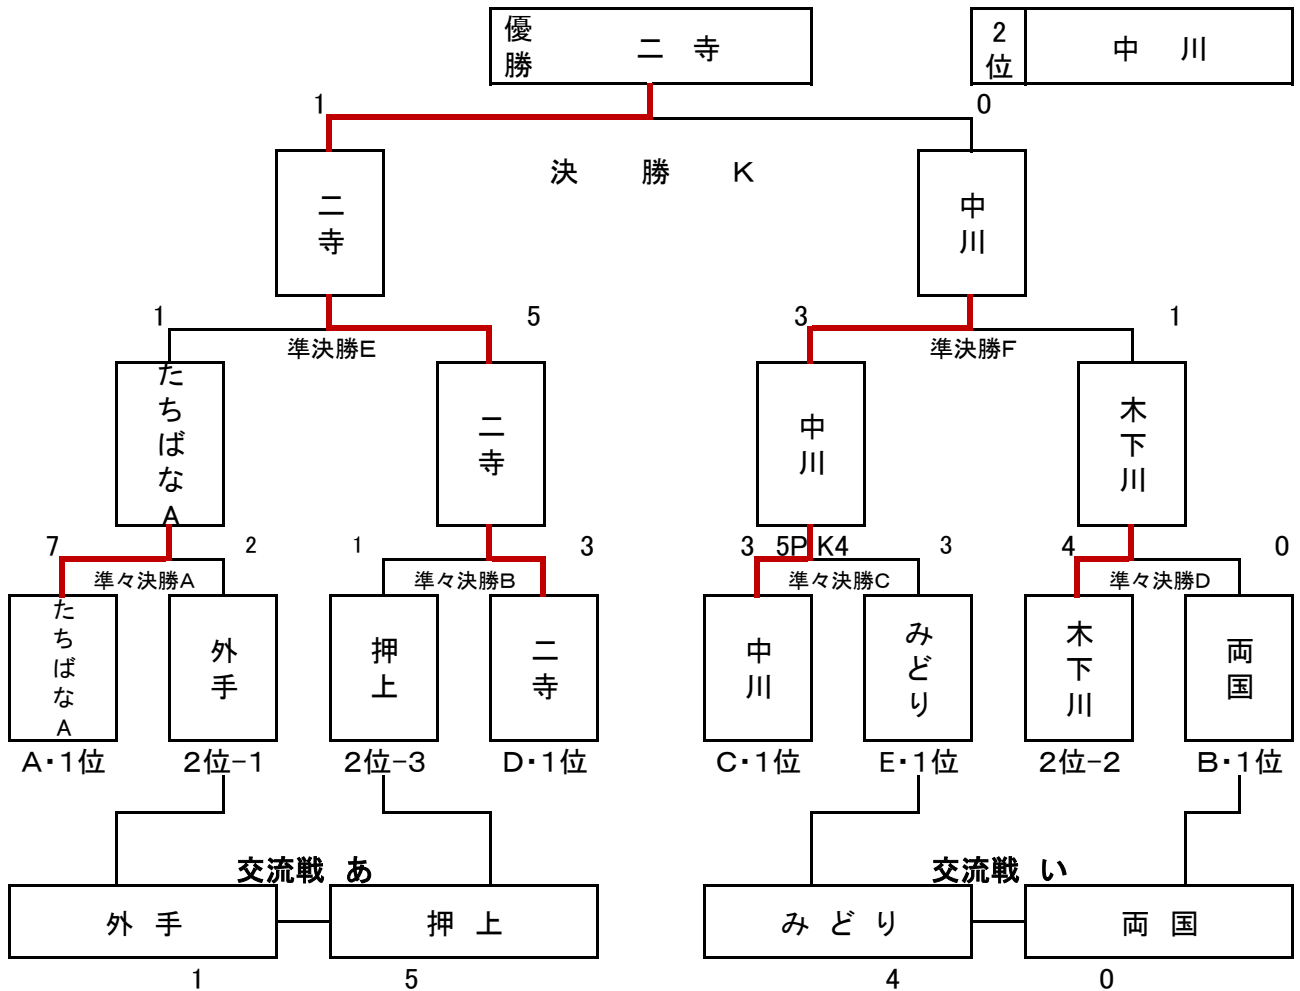 優勝 二 寺
2位 中 川
1 0
決 勝 K
二寺 中川
1 5 3 1
準決勝E 準決勝F
たちばなA 二寺 中川 木下川
7 2 1 3 3 5PK4 3 4 0
準々決勝A 準々決勝B 準々決勝C 準々決勝D
たちばなA 外手 押上 二寺 中川 みどり 木下川 両国
A・1位 2位-1 2位-3 D・1位 C・1位 E・1位 2位-2 B・1位
交流戦 あ 交流戦 い
外 手 押 上 み ど り 両 国
1 5 4 0